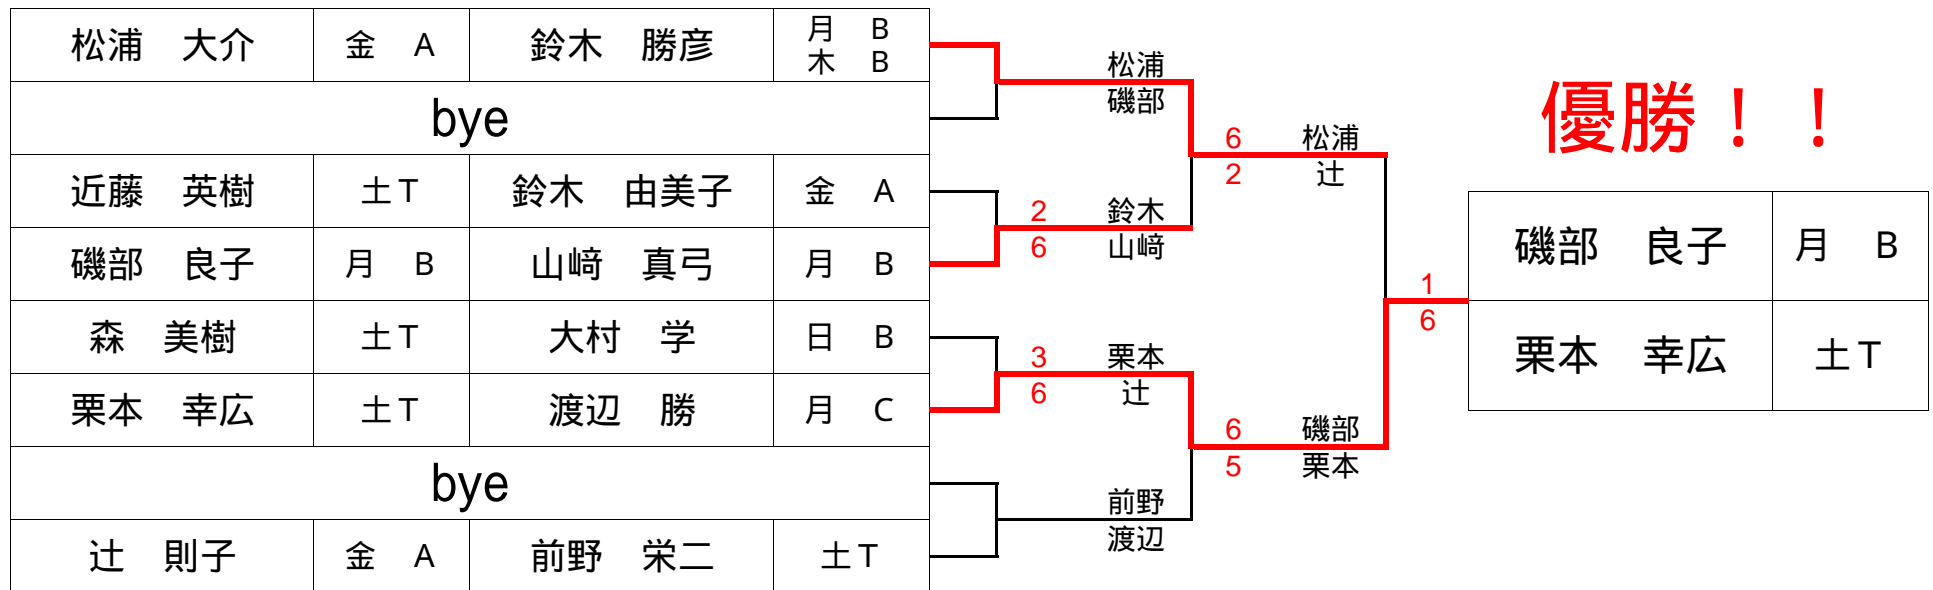 松浦　大介 金　A 鈴木　勝彦 月　B
木　B
bye
近藤　英樹 土T 鈴木　由美子 金　A
磯部　良子 月　B 山﨑　真弓 月　B
森　美樹 土T 大村　学 日　B
栗本　幸広 土T 渡辺　勝 月　C
bye
辻　則子 金　A 前野　栄二 土T
松浦
磯部
2
6
鈴木
山﨑
3
6
栗本
辻
前野
渡辺
6
2
松浦
辻
6
5
磯部
栗本
1
6
優勝！！
磯部　良子 月　B
栗本　幸広 土T